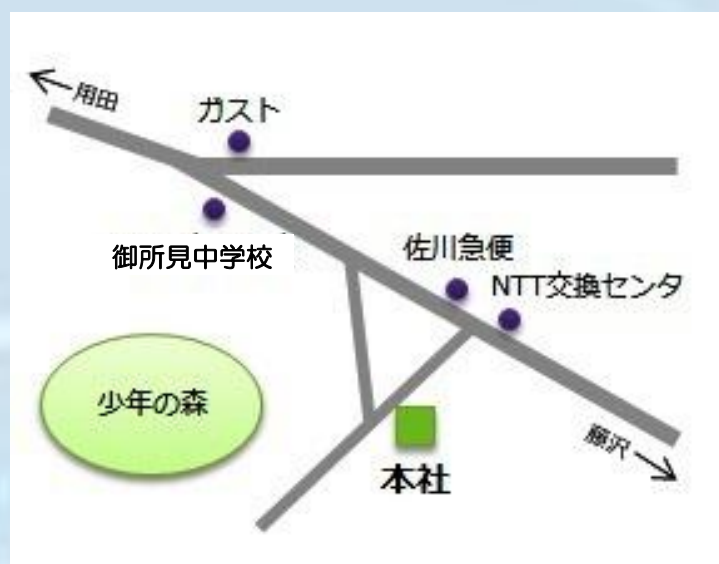 用田
ガスト
御所見中学校
佐川急便
NTT交換センタ
少年の森
本社
藤沢